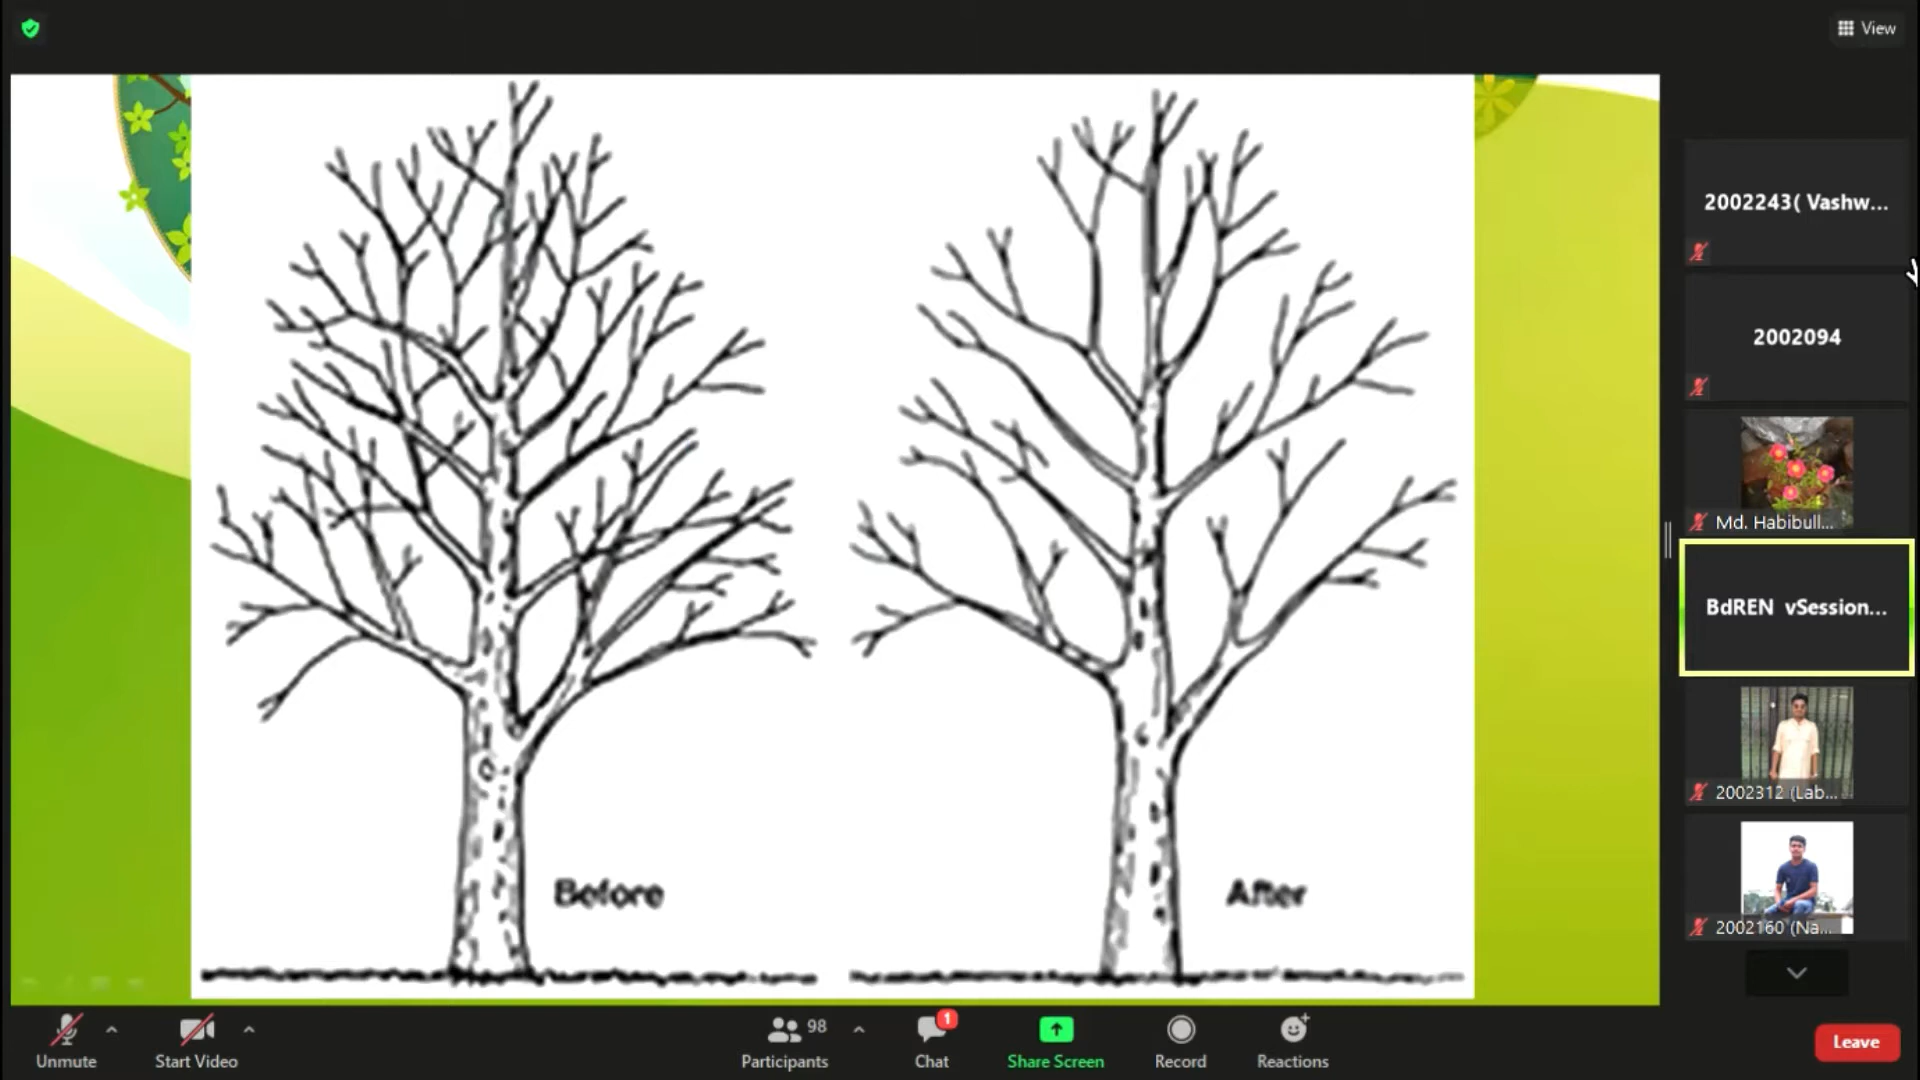 View
2002243( Vashw...
2002094
Md. Habibull...
BdREN vSession...
2002312 (Lab...
2002160 (Na...
Before
After
Unmute
Start Video
98
Participants
1
Chat
Share Screen
Record
Reactions
Leave